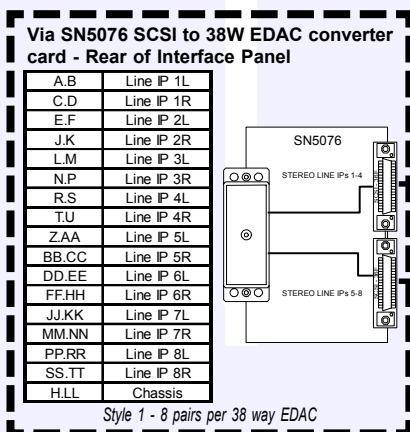 Via SN5076 SCSI to 38W EDAC converter
card - Rear of Interface Panel
A.B Line IP 1L
C.D Line IP 1R
E.F Line IP 2L
J.K Line IP 2R
L.M Line IP 3L
N.P Line IP 3R
R.S Line IP 4L
T.U Line IP 4R
Z.AA Line IP 5L
BB.CC Line IP 5R
DD.EE Line IP 6L
FF.HH Line IP 6R
JJ.KK Line IP 7L
MM.NN Line IP 7R
PP.RR Line IP 8L
SS.TT Line IP 8R
H.LL Chassis
SN5076
STEREO LINE IPs 1-4
STEREO LINE IPs 5-8
Style 1 - 8 pairs per 38 way EDAC